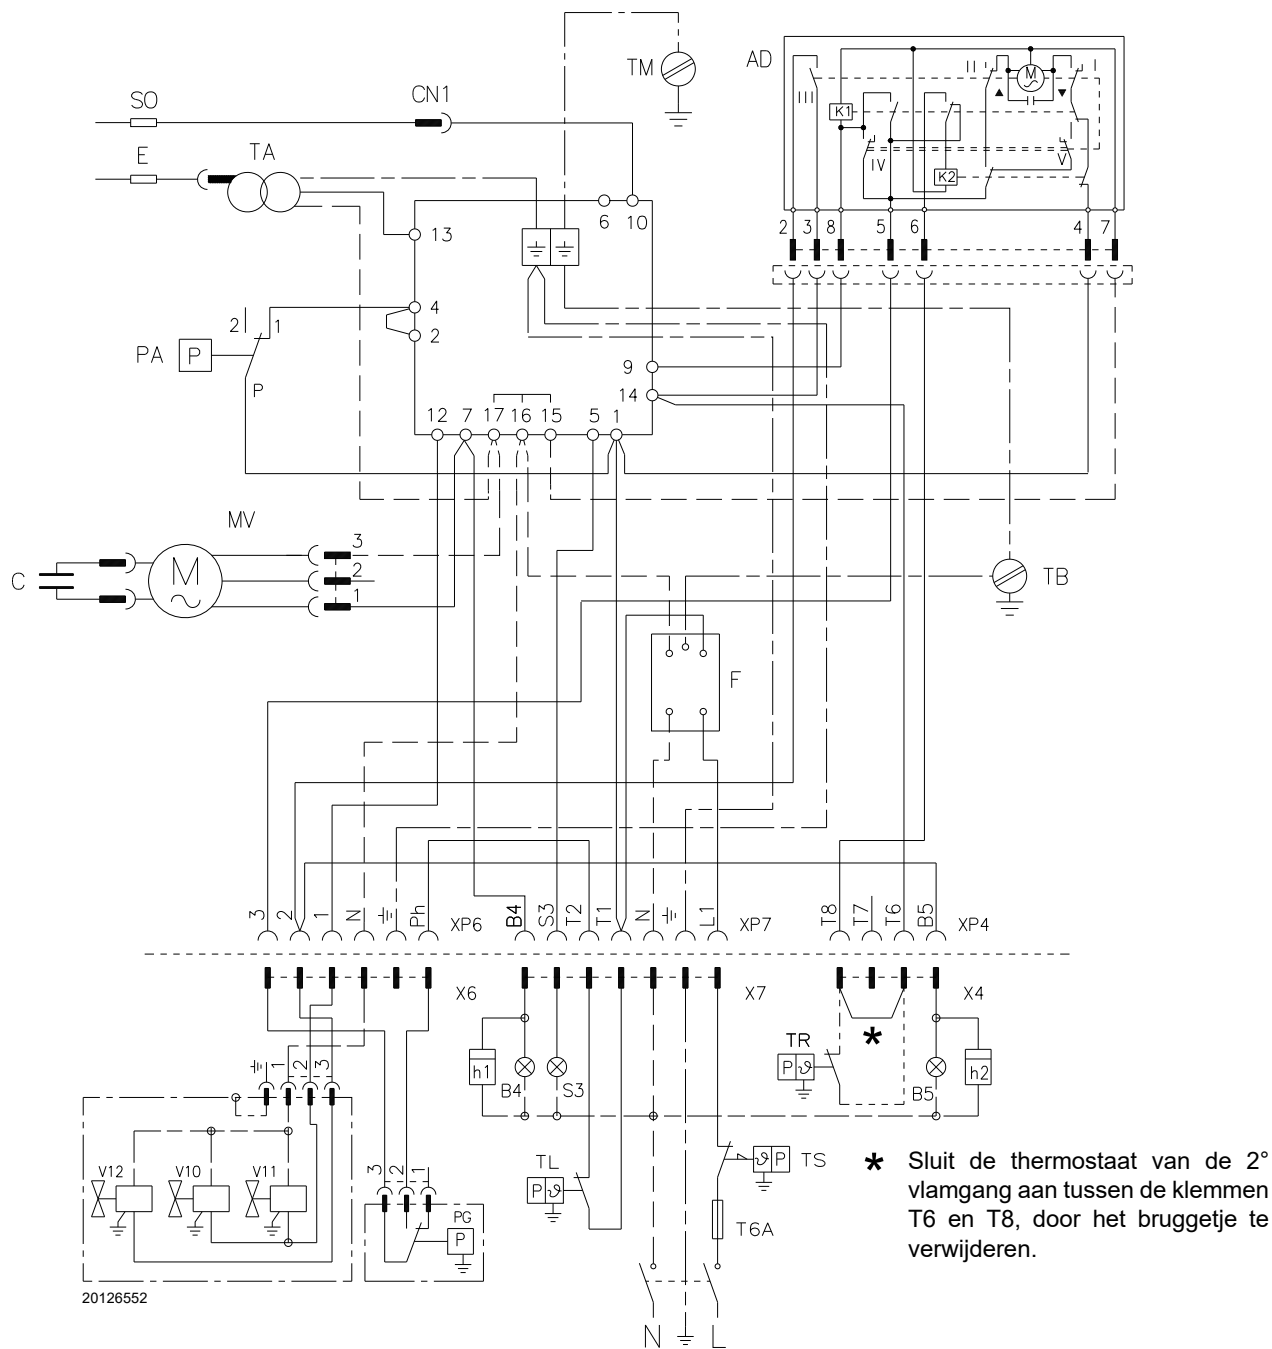 TM
AD
SO
CN1
II
M
I
III
K1
E
TA
IV
V
K2
6 10
2 3 8 5 6 4 7
13
4
2 1
2
PA P
P
9
14
12 7 17 16 15 5 1
MV
3
2
1
C
M
TB
F
3 2 1 N Ph XP6
B4 S3 T2 T1 N L1 XP7
T8 T7 T6 B5 XP4
X6 X7 X4
*
TR
P ϑ
h1
B4
S3
B5
h2
1 2 3
V12 V10 V11
3 2 1
PG
P
TL
P ϑ
ϑ P
TS
T6A
N L
20126552
* Sluit de thermostaat van de 2°
vlamgang aan tussen de klemmen
T6 en T8, door het bruggetje te
verwijderen.